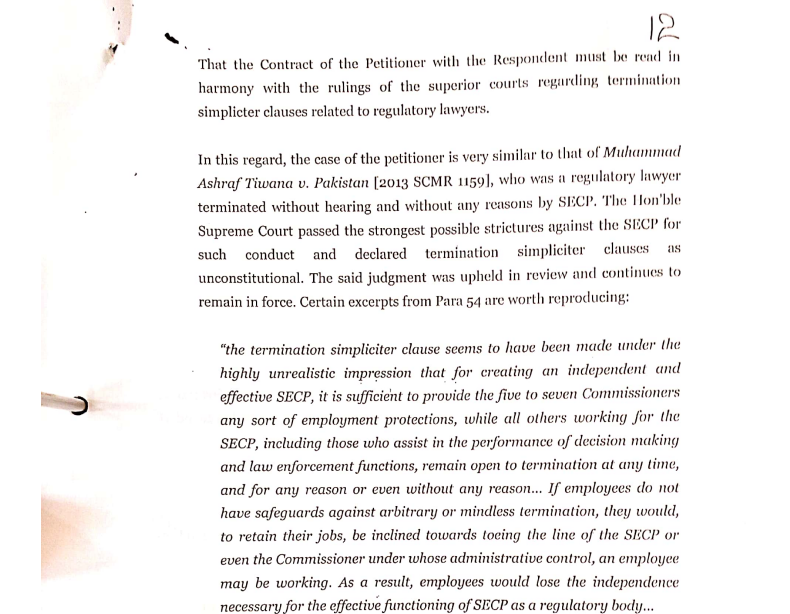 12
That the Contract of the Petitioner with the Respondent must be read in
harmony with the rulings of the superior courts regarding termination
simplicter clauses related to regulatory lawyers.
In this regard, the case of the petitioner is very similar to that of Muhammad
Ashraf Tiwana v. Pakistan [2013 SCMR 1159], who was a regulatory lawyer
terminated without hearing and without any reasons by SECP. The Hon'ble
Supreme Court passed the strongest possible strictures against the SECP for
such conduct and declared termination simpliciter clauses as
unconstitutional. The said judgment was upheld in review and continues to
remain in force. Certain excerpts from Para 54 are worth reproducing:
“the termination simpliciter clause seems to have been made under the
highly unrealistic impression that for creating an independent and
effective SECP, it is sufficient to provide the five to seven Commissioners
any sort of employment protections, while all others working for the
SECP, including those who assist in the performance of decision making
and law enforcement functions, remain open to termination at any time,
and for any reason or even without any reason... If employees do not
have safeguards against arbitrary or mindless termination, they would,
to retain their jobs, be inclined towards toeing the line of the SECP or
even the Commissioner under whose administrative control, an employee
may be working. As a result, employees would lose the independence
necessary for the effective functioning of SECP as a regulatory body...